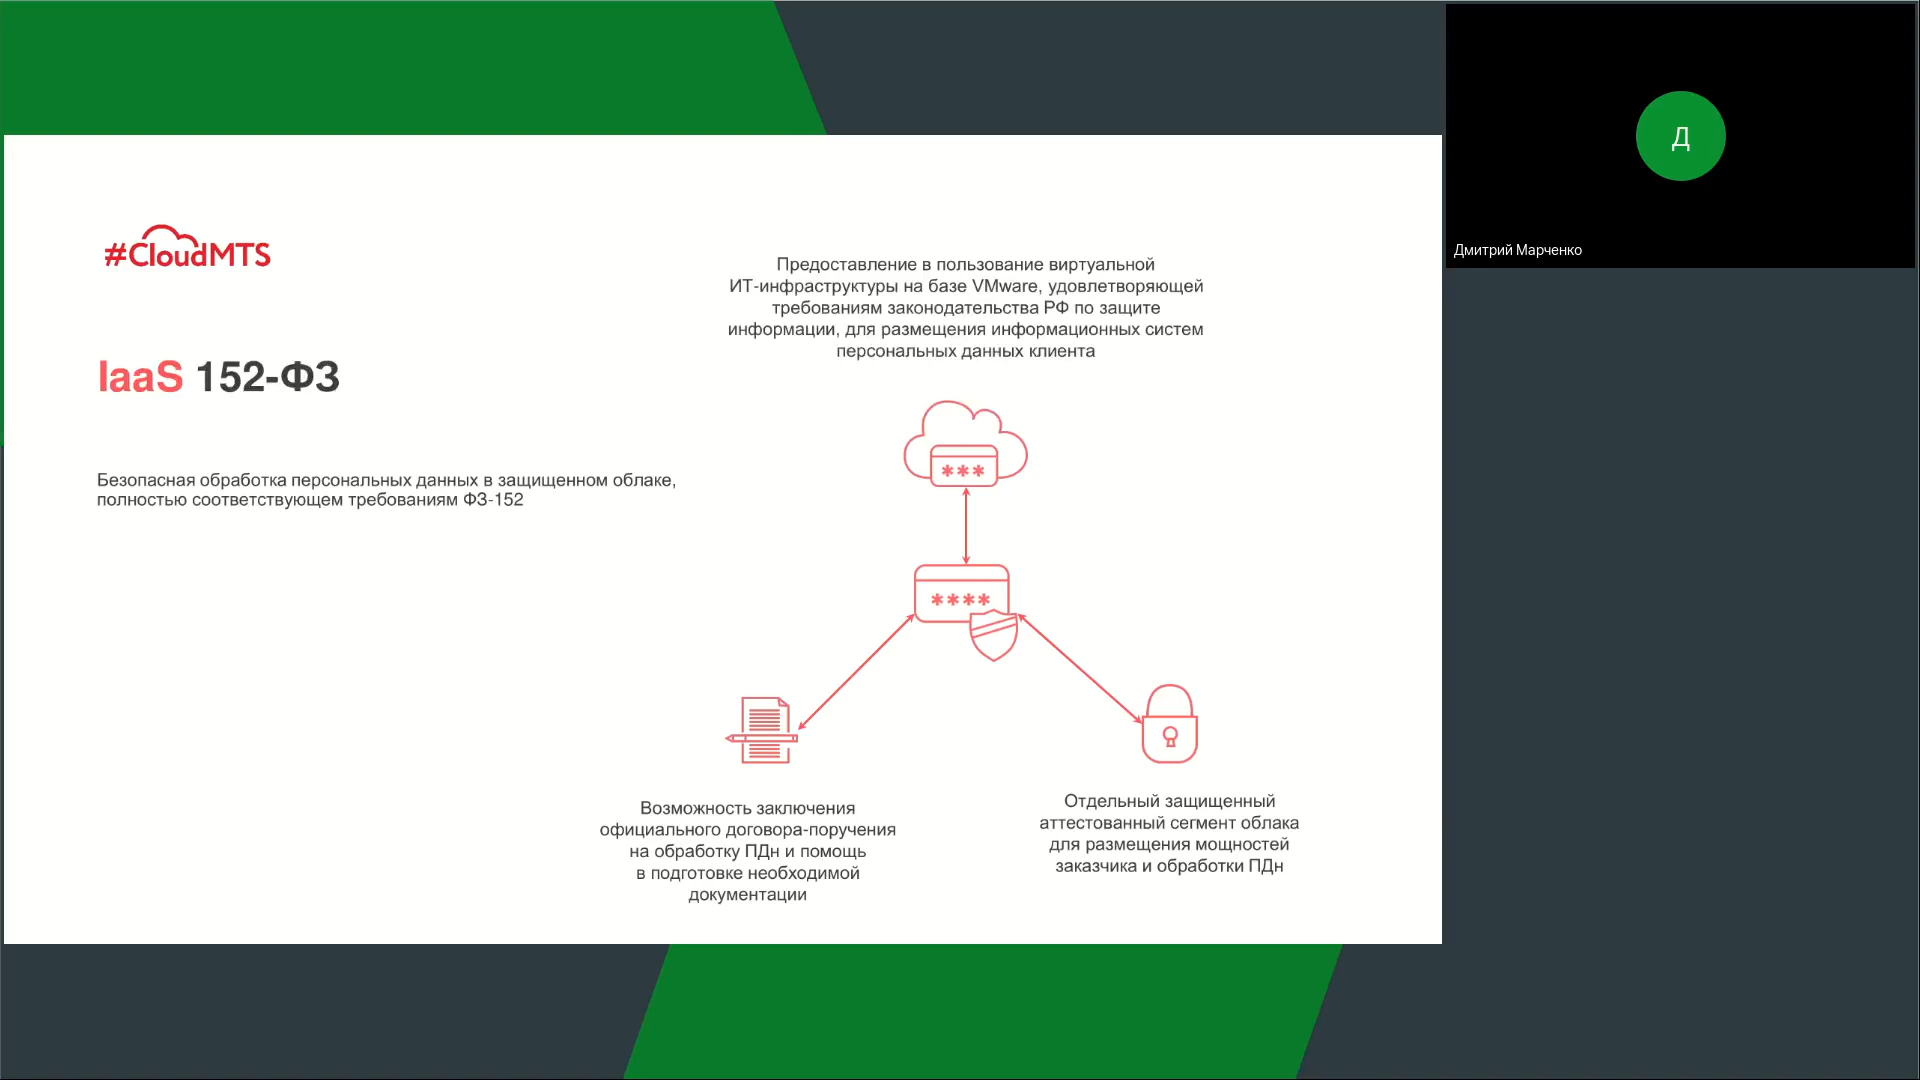 #CloudMTS
IaaS 152-ФЗ
Безопасная обработка персональных данных в защищенном облаке,
полностью соответствующем требованиям ФЗ-152
Предоставление в пользование виртуальной
ИТ-инфраструктуры на базе VMware, удовлетворяющей
требованиям законодательства РФ по защите
информации, для размещения информационных систем
персональных данных клиента
***
****
Возможность заключения
официального договора-поручения
на обработку ПДн и помощь
в подготовке необходимой
документации
Отдельный защищенный
аттестованный сегмент облака
для размещения мощностей
заказчика и обработки ПДн
Д
Дмитрий Марченко